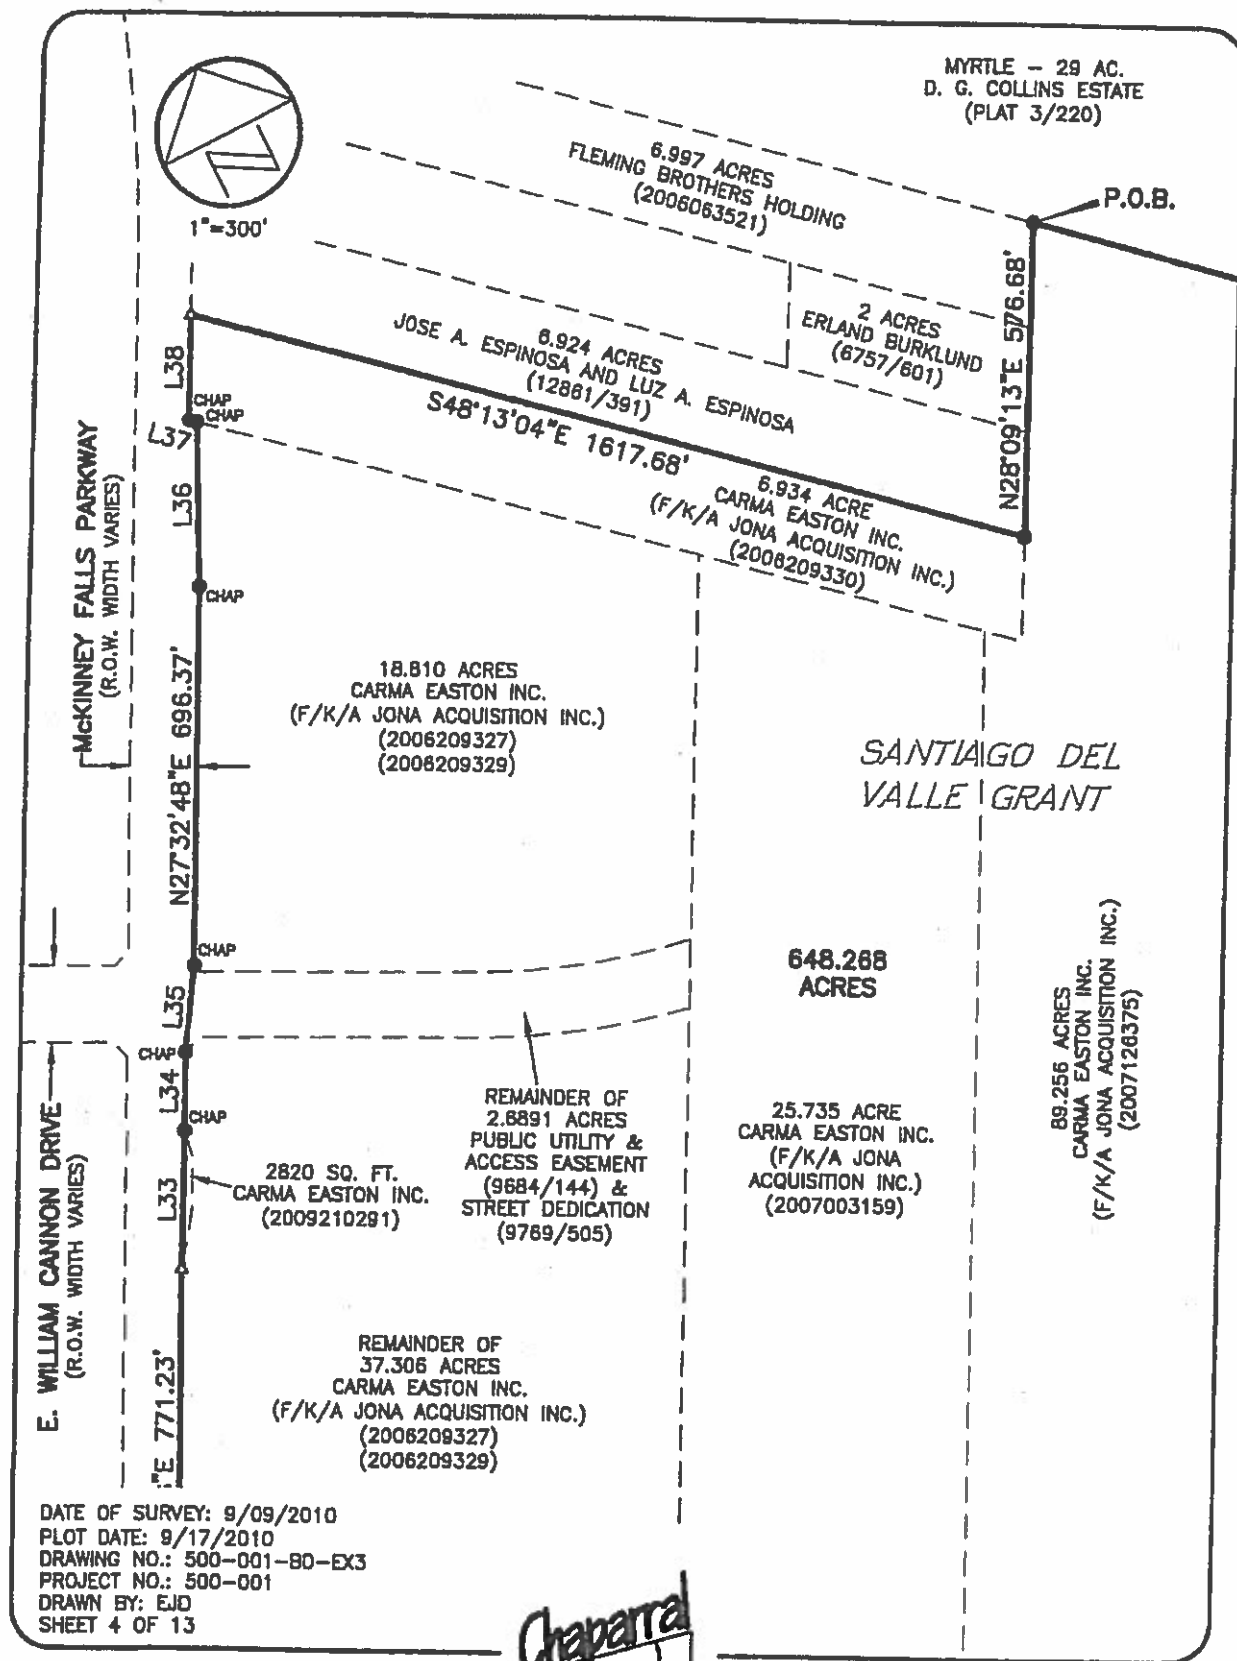 MYRTLE - 29 AC.
D. G. COLLINS ESTATE
(PLAT 3/220)
1"=300'
6.997 ACRES
FLEMING BROTHERS HOLDING
(2006063521)
P.O.B.
N28°09'13"E 576.68'
2 ACRES
ERLAND BURKLUND
(6757/601)
6.924 ACRES
JOSE A. ESPINOSA AND LUZ A. ESPINOSA
(12861/391)
S48°13'04"E 1617.68'
6.934 ACRE
CARMA EASTON INC.
(F/K/A JONA ACQUISITION INC.)
(2006209330)
L38
CHAP
CHAP
L37
L36
CHAP
McKINNEY FALLS PARKWAY
(R.O.W. WIDTH VARIES)
N27°32'48"E 696.37'
18.810 ACRES
CARMA EASTON INC.
(F/K/A JONA ACQUISITION INC.)
(2006209327)
(2006209329)
SANTIAGO DEL
VALLE GRANT
CHAP
L35
CHAP
L34
CHAP
L33
648.268
ACRES
89.256 ACRES
CARMA EASTON INC.
(F/K/A JONA ACQUISITION INC.)
(2007126375)
E. WILLIAM CANNON DRIVE
(R.O.W. WIDTH VARIES)
2820 SQ. FT.
CARMA EASTON INC.
(2009210291)
REMAINDER OF
2.6891 ACRES
PUBLIC UTILITY &
ACCESS EASEMENT
(9684/144) &
STREET DEDICATION
(9769/505)
25.735 ACRE
CARMA EASTON INC.
(F/K/A JONA
ACQUISITION INC.)
(2007003159)
"E 771.23'
REMAINDER OF
37.306 ACRES
CARMA EASTON INC.
(F/K/A JONA ACQUISITION INC.)
(2006209327)
(2006209329)
DATE OF SURVEY: 9/09/2010
PLOT DATE: 9/17/2010
DRAWING NO.: 500-001-BD-EX3
PROJECT NO.: 500-001
DRAWN BY: EJD
SHEET 4 OF 13
Chaparral